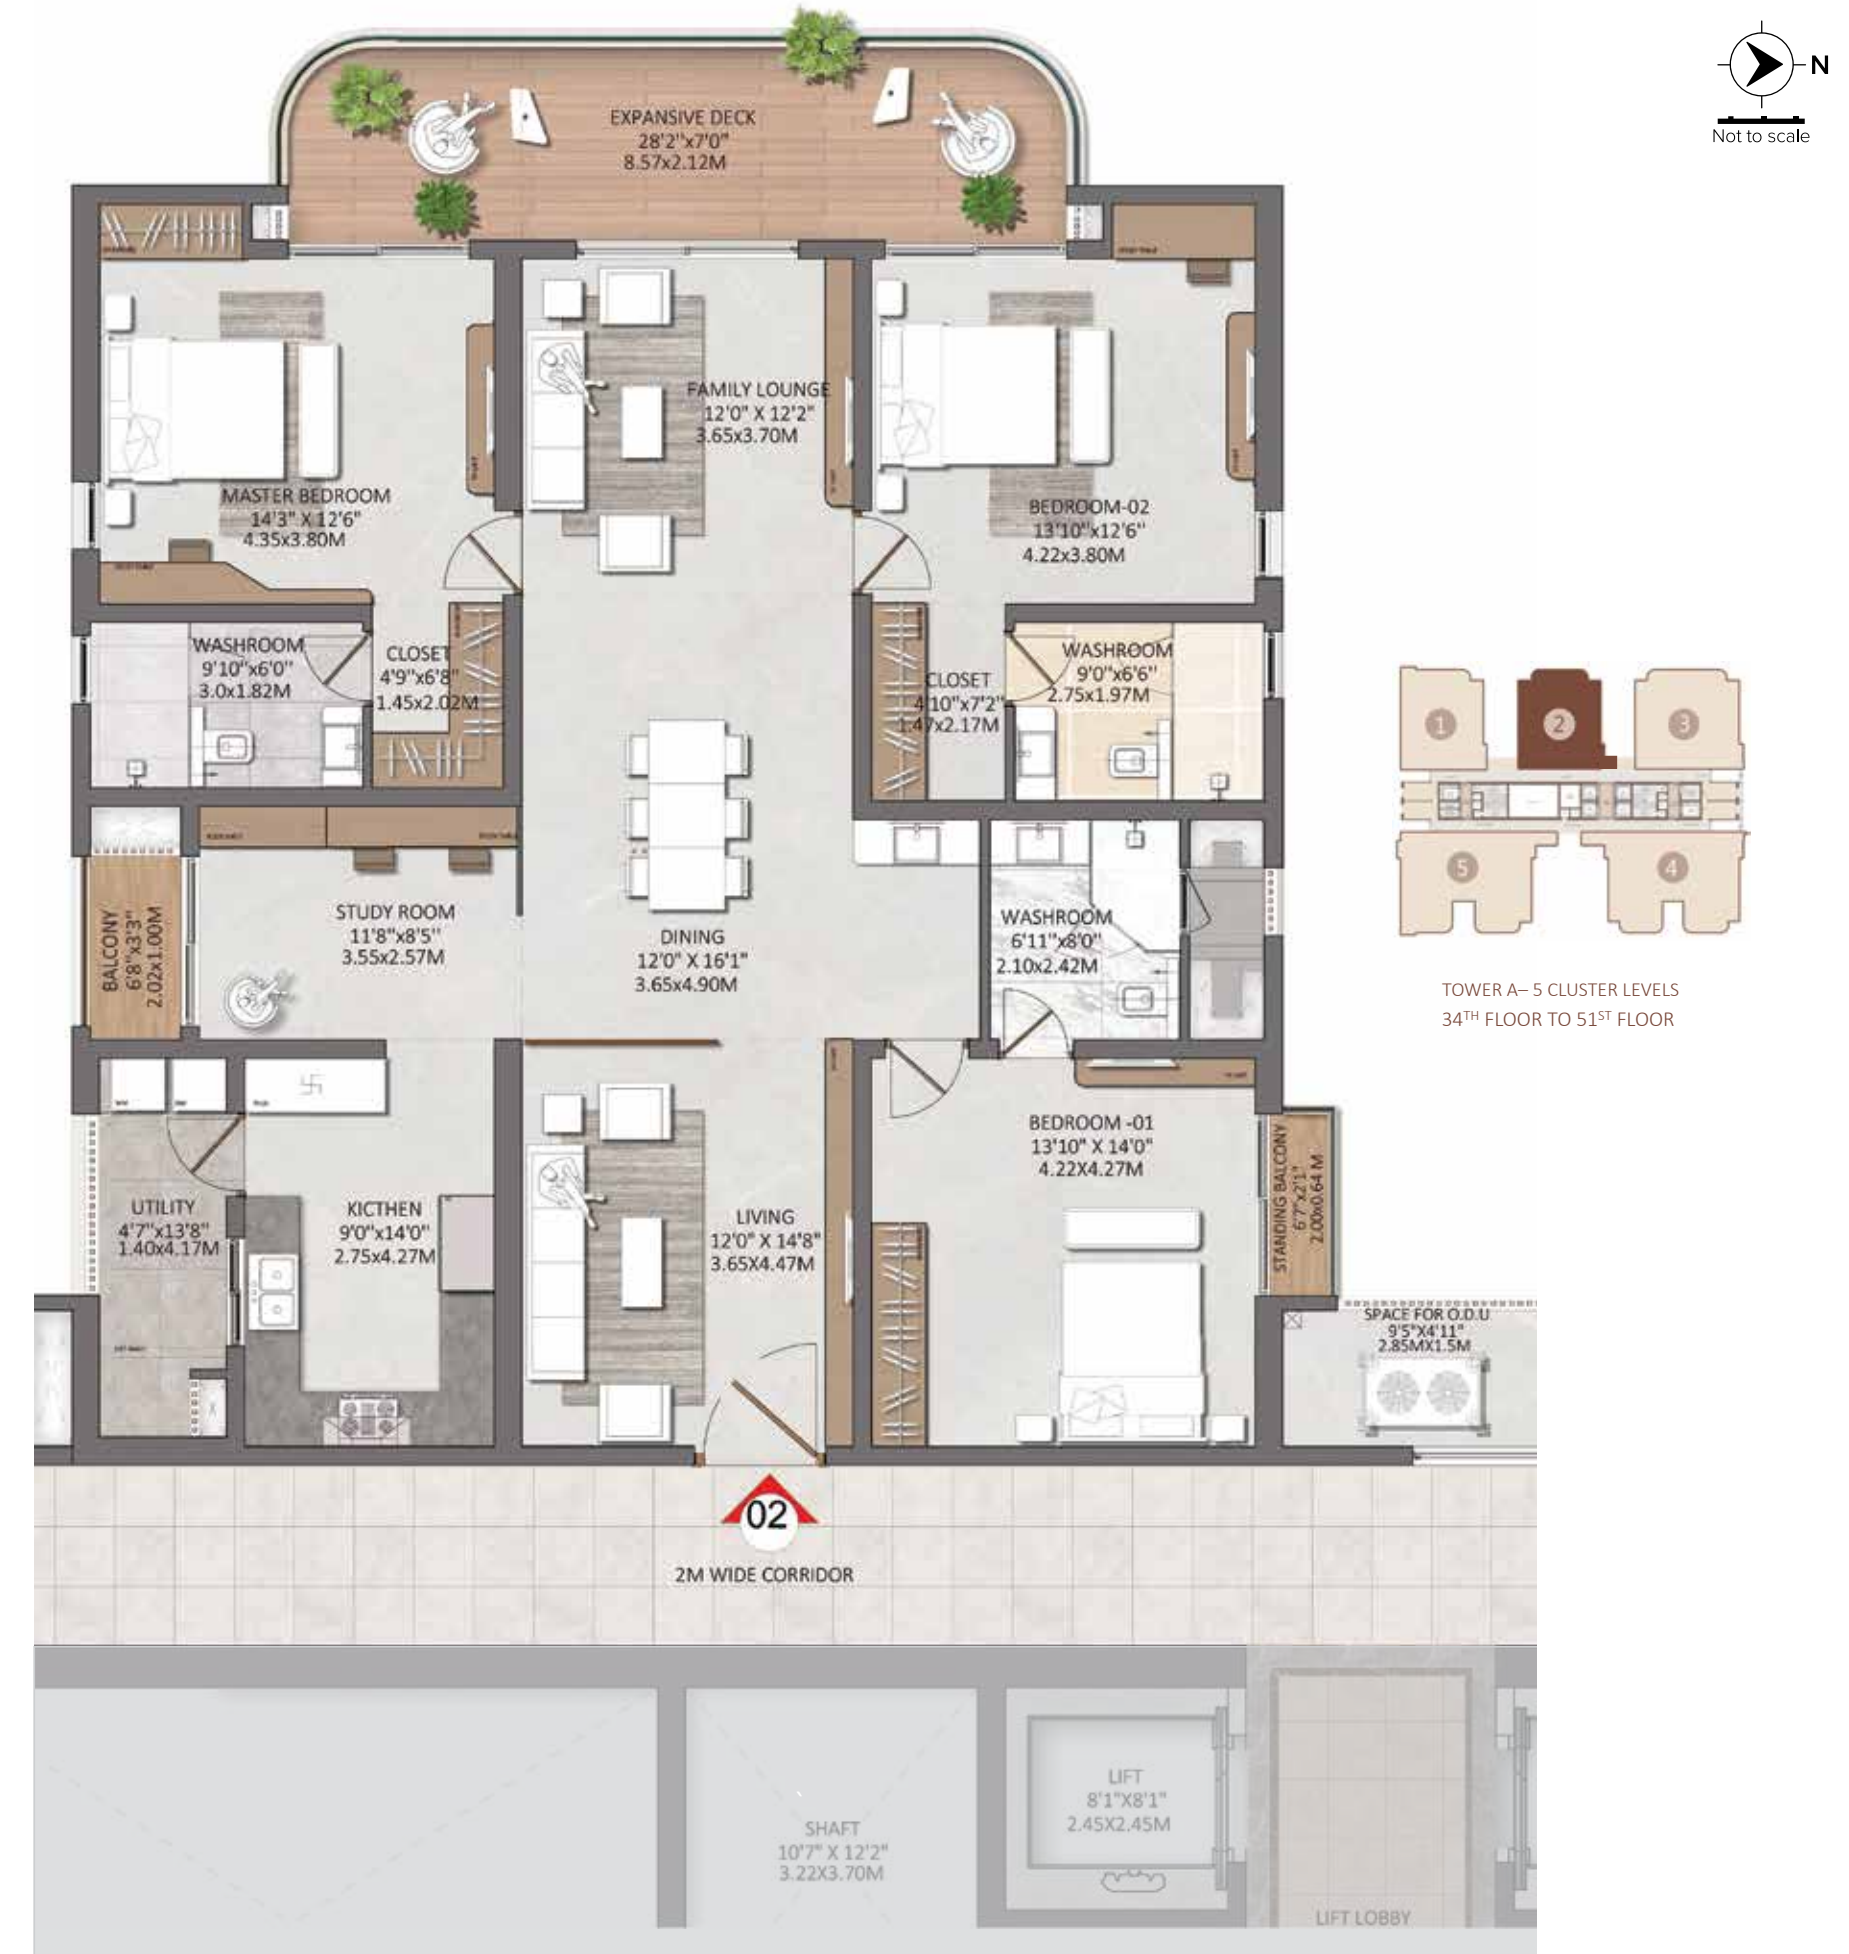 N
Not to scale
EXPANSIVE DECK
28'2"x7'0"
8.57x2.12M
FAMILY LOUNGE
12'0" X 12'2"
3.65x3.70M
MASTER BEDROOM
14'3" X 12'6"
4.35x3.80M
BEDROOM-02
13'10"x12'6"
4.22x3.80M
WASHROOM
9'10"x6'0"
3.0x1.82M
CLOSET
4'9"x6'8"
1.45x2.02M
CLOSET
4'10"x7'2"
1.47x2.17M
WASHROOM
9'0"x6'6"
2.75x1.97M
1
2
3
5
4
TOWER A– 5 CLUSTER LEVELS
34TH FLOOR TO 51ST FLOOR
BALCONY
6'8"x3'3"
2.02x1.00M
STUDY ROOM
11'8"x8'5"
3.55x2.57M
DINING
12'0" X 16'1"
3.65x4.90M
WASHROOM
6'11"x8'0"
2.10x2.42M
UTILITY
4'7"x13'8"
1.40x4.17M
KICTHEN
9'0"x14'0"
2.75x4.27M
LIVING
12'0" X 14'8"
3.65X4.47M
BEDROOM -01
13'10" X 14'0"
4.22X4.27M
STANDING BALCONY
6'7"x2'1"
2.00x0.64 M
SPACE FOR O.D.U
9'5"X4'11"
2.85MX1.5M
02
2M WIDE CORRIDOR
SHAFT
10'7" X 12'2"
3.22X3.70M
LIFT
8'1"X8'1"
2.45X2.45M
LIFT LOBBY